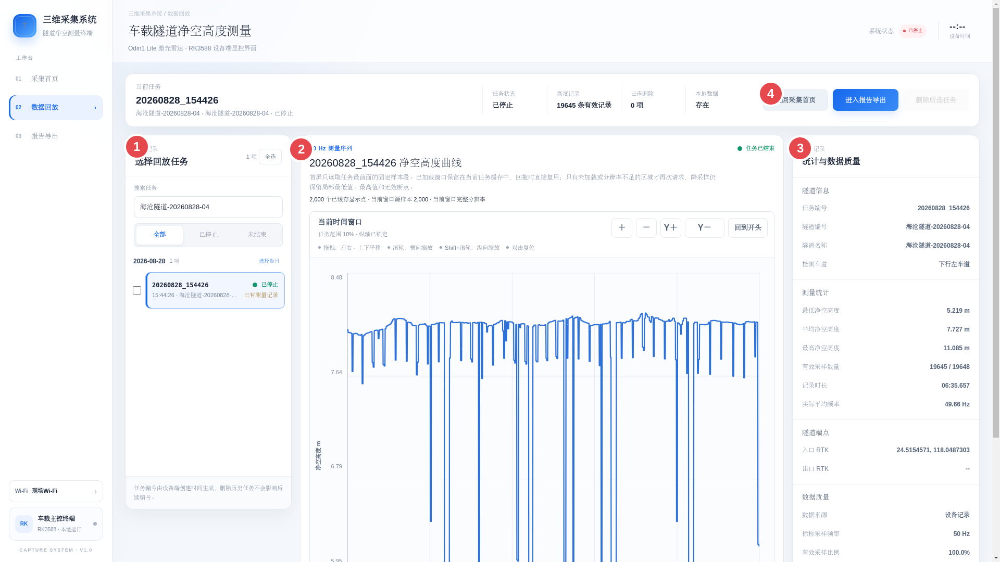 三维采集系统
隧道净空测量终端
工作台
01 采集首页
02 数据回放 ›
03 报告导出
Wi-Fi 现场Wi-Fi ›
RK 车载主控终端
RK3588 · 本地运行
CAPTURE SYSTEM · V1.0
三维采集系统 / 数据回放
车载隧道净空高度测量
Odin1 Lite 激光雷达 · RK3588 设备端显控界面
系统状态 已停止
--:--
设备时间
当前任务
20260828_154426
海沧隧道-20260828-04 · 海沧隧道-20260828-04 · 已停止
任务状态
已停止
高度记录
19645 条有效记录
已选删除
0 项
本地数据
存在
4
回采集首页
进入报告导出
删除所选任务
1
记录
选择回放任务
1 项 全选
搜索任务
海沧隧道-20260828-04
全部 已停止 未结束
2026-08-28 1 项 选择当日
20260828_154426 已停止
15:44:26 · 海沧隧道-20260828-... 已有测量记录
任务编号由设备端创建时间生成，删除历史任务不会影响后
续编号。
2
0 Hz 测量序列
任务已结束
20260828_154426 净空高度曲线
首屏只读取任务最前面的固定样本段。已加载窗口保留在当前任务缓存中，回拖时直接复用；只有未加载或分辨率不足的区域才再次请求，降采样仍
保留局部最低值、最高值和无效断点。
2,000 个已缓存显示点 · 当前窗口源样本 2,000 · 当前窗口完整分辨率
当前时间窗口
任务范围 10% · 纵轴已锁定
＋ － Y＋ Y－ 回到开头
拖拽：左右、上下平移 滚轮：横向缩放 Shift+滚轮：纵向缩放 双击复位
8.48
7.64
6.79
5.95
净空高度 m
3
记录
统计与数据质量
隧道信息
任务编号 20260828_154426
隧道编号 海沧隧道-20260828-04
隧道名称 海沧隧道-20260828-04
检测车道 下行左车道
测量统计
最低净空高度 5.219 m
平均净空高度 7.727 m
最高净空高度 11.085 m
有效采样数量 19645 / 19648
记录时长 06:35.657
实际平均频率 49.66 Hz
隧道端点
入口 RTK 24.5154571, 118.0487303
出口 RTK --
数据质量
数据来源 设备记录
标称采样频率 50 Hz
有效采样比例 100.0%